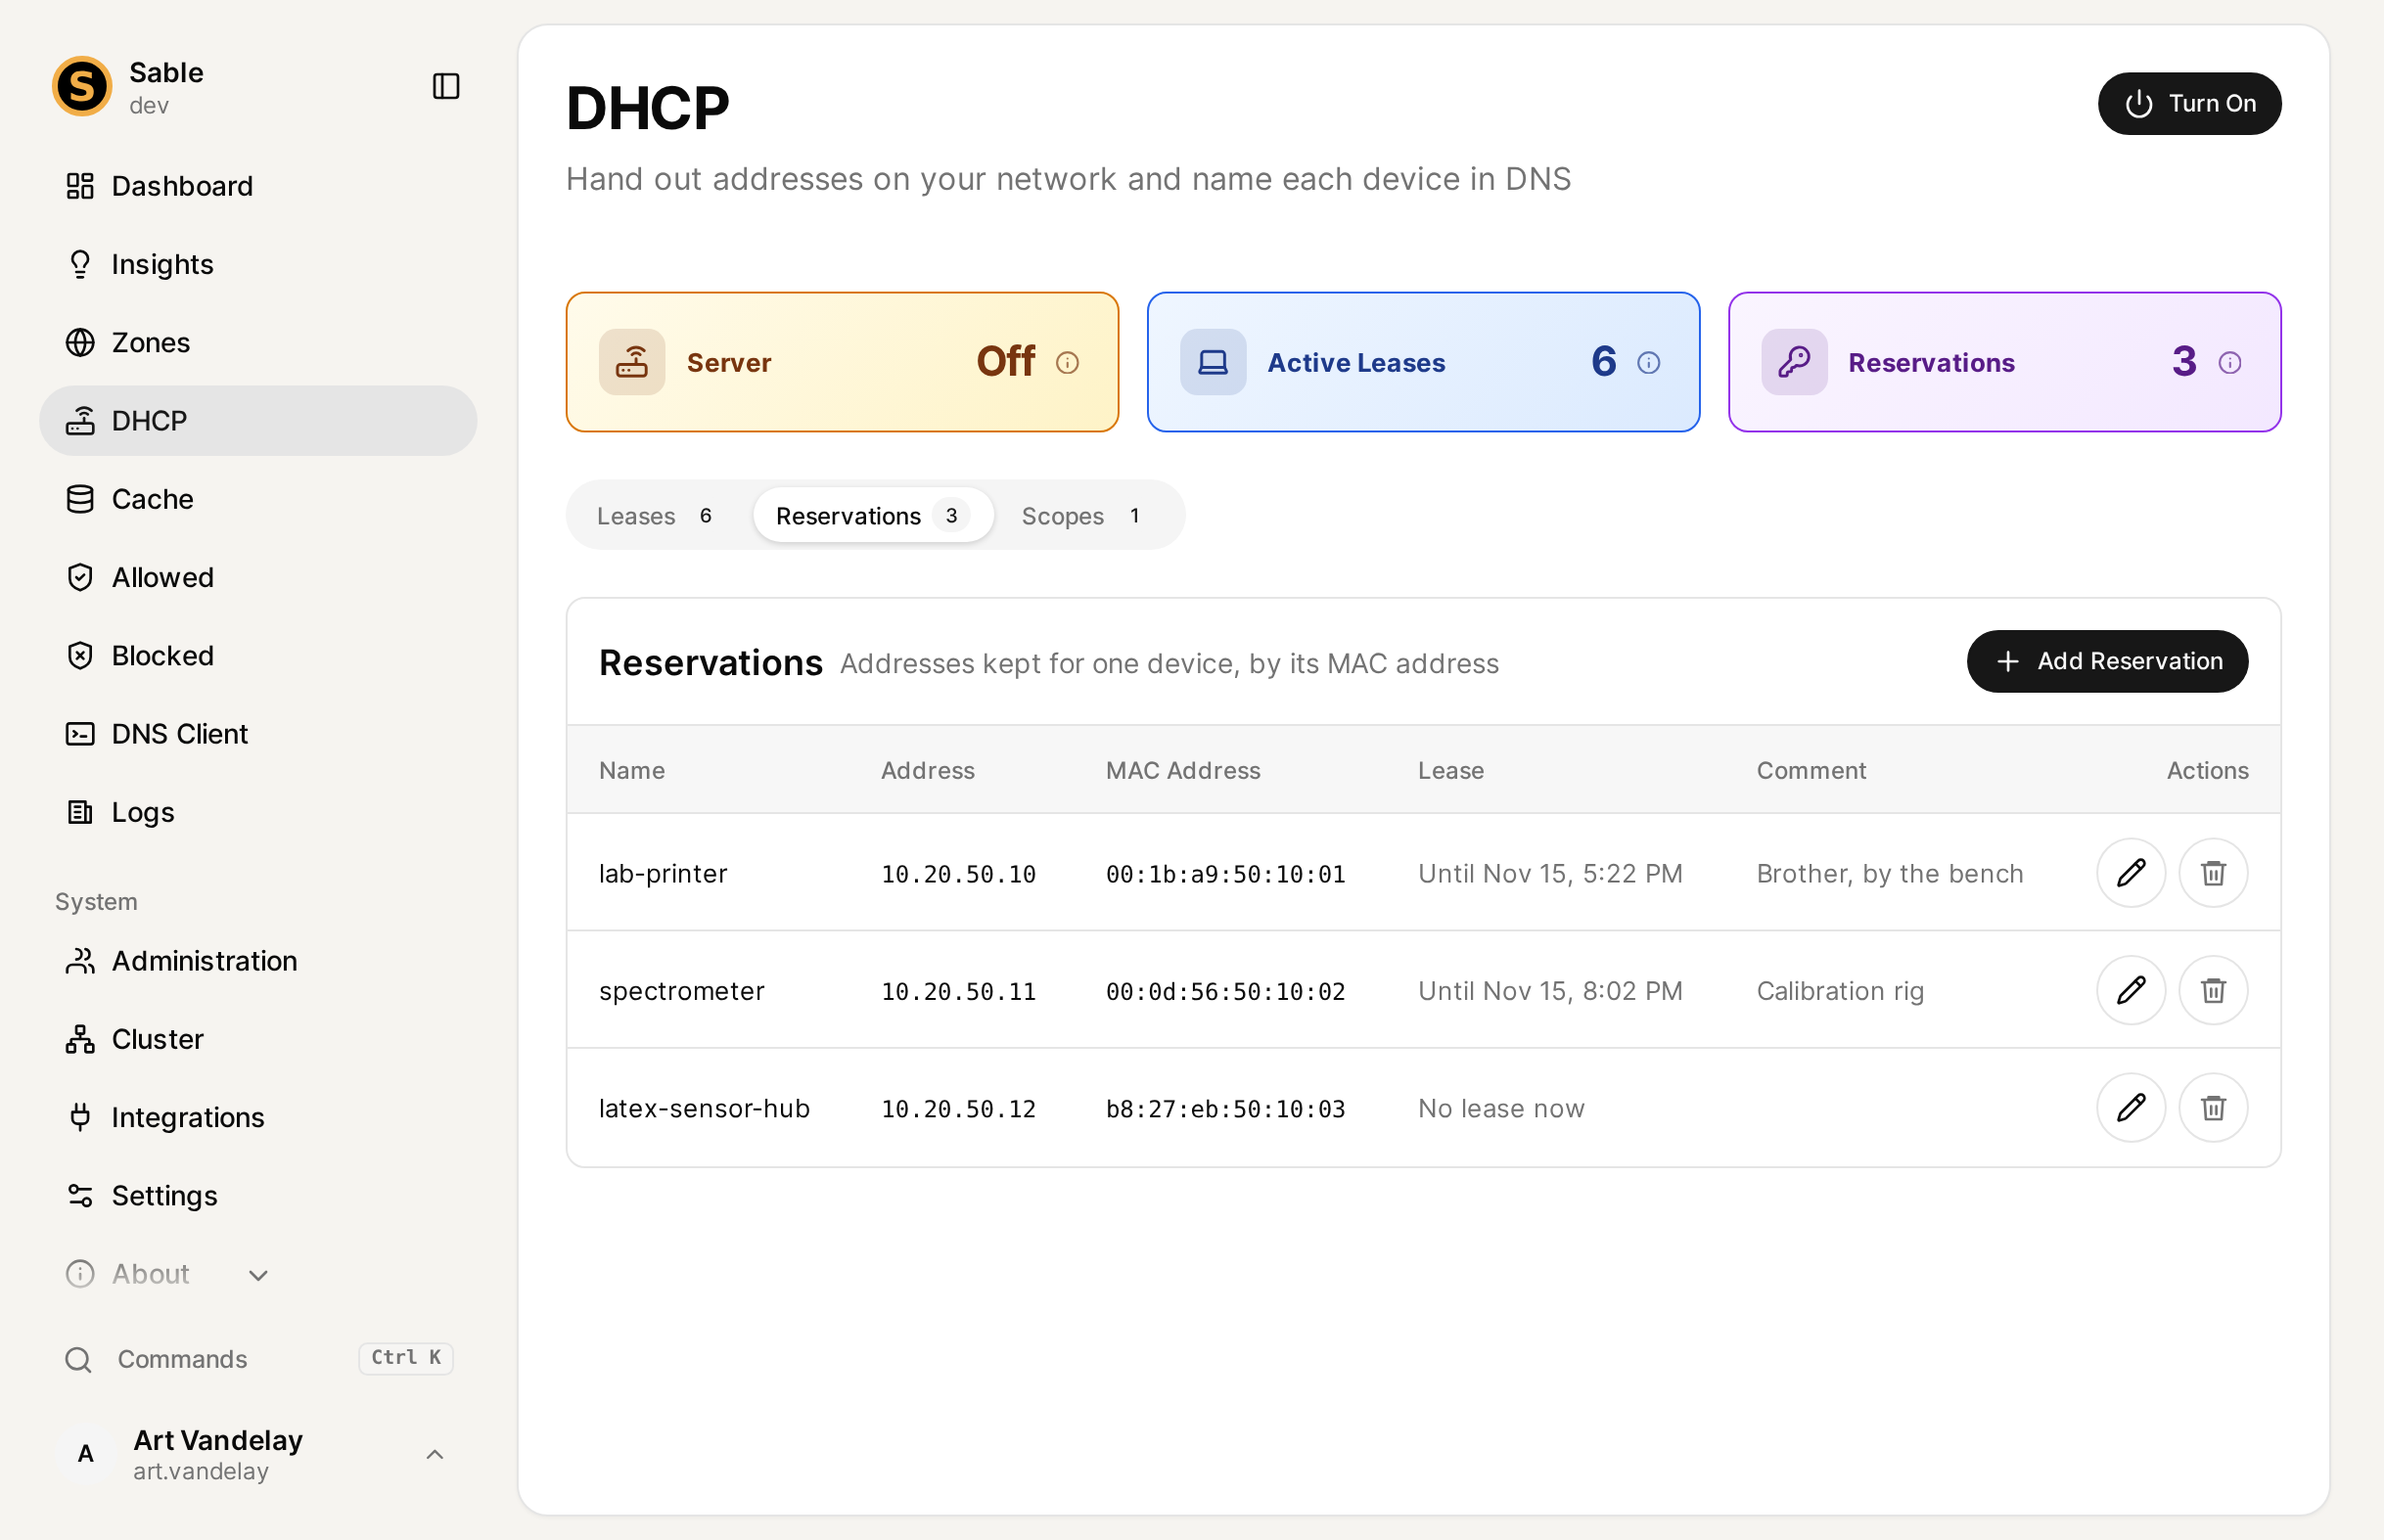 S
Sable
dev
Dashboard
Insights
Zones
DHCP
Cache
Allowed
Blocked
DNS Client
Logs
System
Administration
Cluster
Integrations
Settings
About
Commands
Ctrl K
A
Art Vandelay
art.vandelay
DHCP
Turn On
Hand out addresses on your network and name each device in DNS
Server Off
Active Leases 6
Reservations 3
Leases 6 Reservations 3 Scopes 1
Reservations Addresses kept for one device, by its MAC address
Add Reservation
Name Address MAC Address Lease Comment Actions
lab-printer 10.20.50.10 00:1b:a9:50:10:01 Until Nov 15, 5:22 PM Brother, by the bench
spectrometer 10.20.50.11 00:0d:56:50:10:02 Until Nov 15, 8:02 PM Calibration rig
latex-sensor-hub 10.20.50.12 b8:27:eb:50:10:03 No lease now